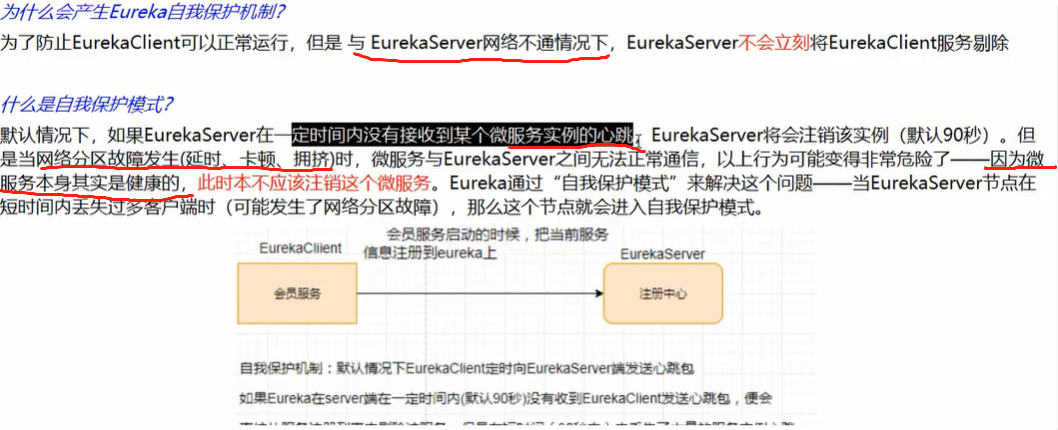 为什么会产生Eureka自我保护机制?
为了防止EurekaClient可以正常运行，但是 与 EurekaServer网络不通情况下，EurekaServer不会立刻将EurekaClient服务剔除
什么是自我保护模式?
默认情况下，如果EurekaServer在一定时间内没有接收到某个微服务实例的心跳，EurekaServer将会注销该实例（默认90秒）。但
是当网络分区故障发生(延时、卡顿、拥挤)时，微服务与EurekaServer之间无法正常通信，以上行为可能变得非常危险了——因为微
服务本身其实是健康的，此时本不应该注销这个微服务。Eureka通过“自我保护模式”来解决这个问题——当EurekaServer节点在
短时间内丢失过多客户端时（可能发生了网络分区故障），那么这个节点就会进入自我保护模式。
会员服务启动的时候，把当前服务
信息注册到eureka上
EurekaCliient
EurekaServer
会员服务
注册中心
自我保护机制：默认情况下EurekaClient定时向EurekaServer端发送心跳包
如果Eureka在server端在一定时间内(默认90秒)没有收到EurekaClient发送心跳包，便会